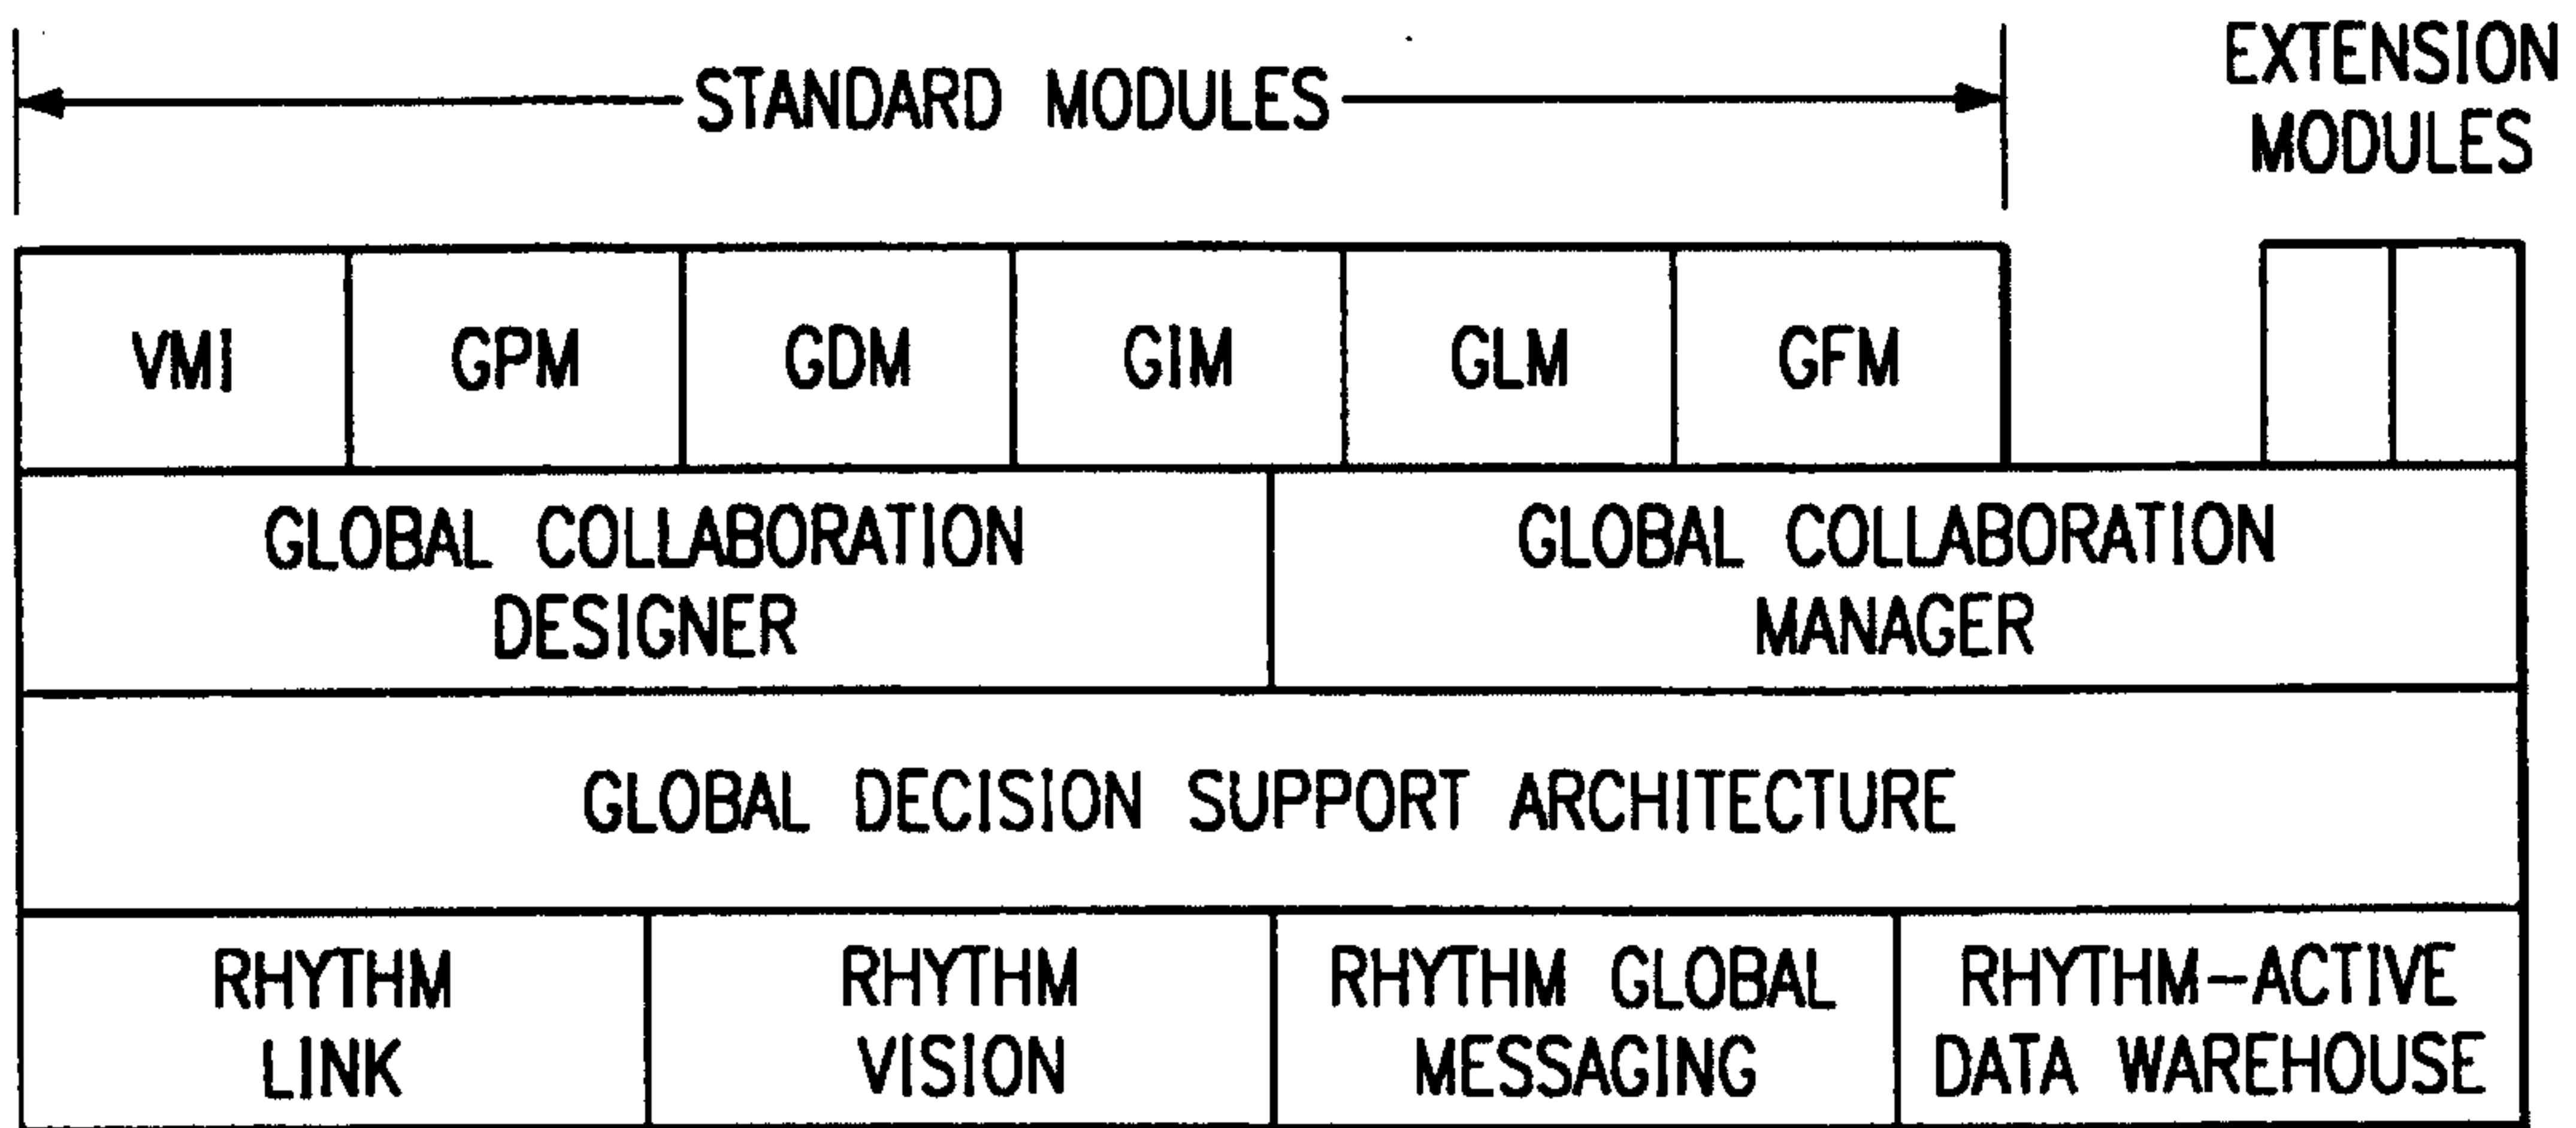 STANDARD MODULES
EXTENSION
MODULES
VMI GPM GDM GIM GLM GFM
GLOBAL COLLABORATION
DESIGNER
GLOBAL COLLABORATION
MANAGER
GLOBAL DECISION SUPPORT ARCHITECTURE
RHYTHM
LINK
RHYTHM
VISION
RHYTHM GLOBAL
MESSAGING
RHYTHM-ACTIVE
DATA WAREHOUSE